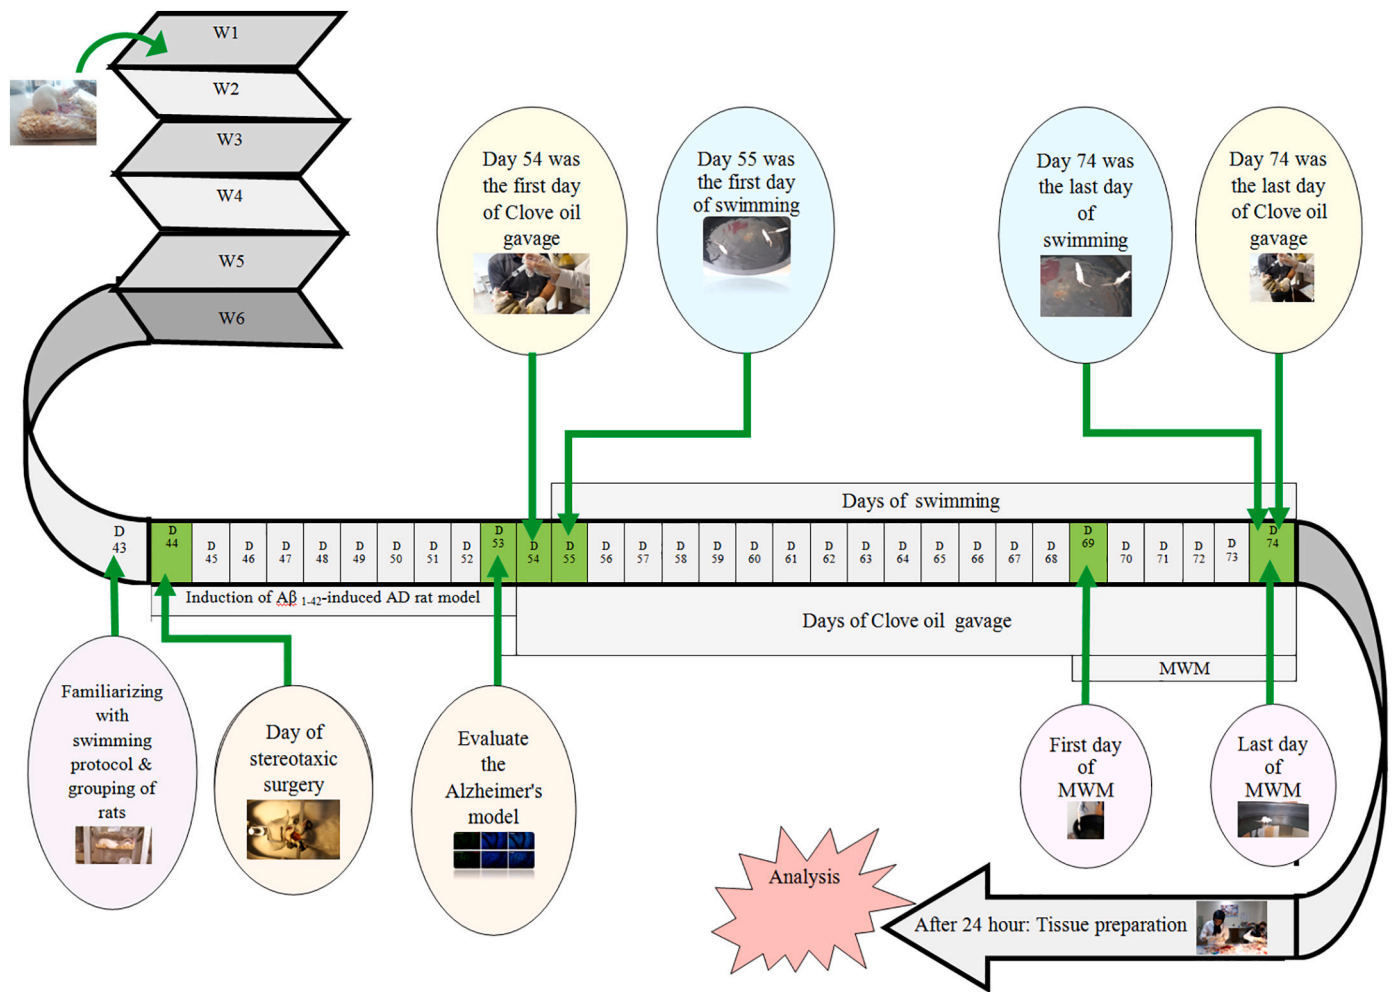 W1
W2
W3
W4
W5
W6
Day 54 was
the first day
of Clove oil
gavage
Day 55 was
the first day
of swimming
Day 74 was
the last day
of
swimming
Day 74 was
the last day
of Clove oil
gavage
Days of swimming
D
43
D
44
D
45
D
46
D
47
D
48
D
49
D
50
D
51
D
52
D
53
D
54
D
55
D
56
D
57
D
58
D
59
D
60
D
61
D
62
D
63
D
64
D
65
D
66
D
67
D
68
D
69
D
70
D
71
D
72
D
73
D
74
Induction of Aβ 1-42-induced AD rat model
Days of Clove oil gavage
MWM
Familiarizing
with
swimming
protocol &
grouping of
rats
Day of
stereotaxic
surgery
Evaluate
the
Alzheimer's
model
First day
of
MWM
Last day
of
MWM
Analysis
After 24 hour: Tissue preparation